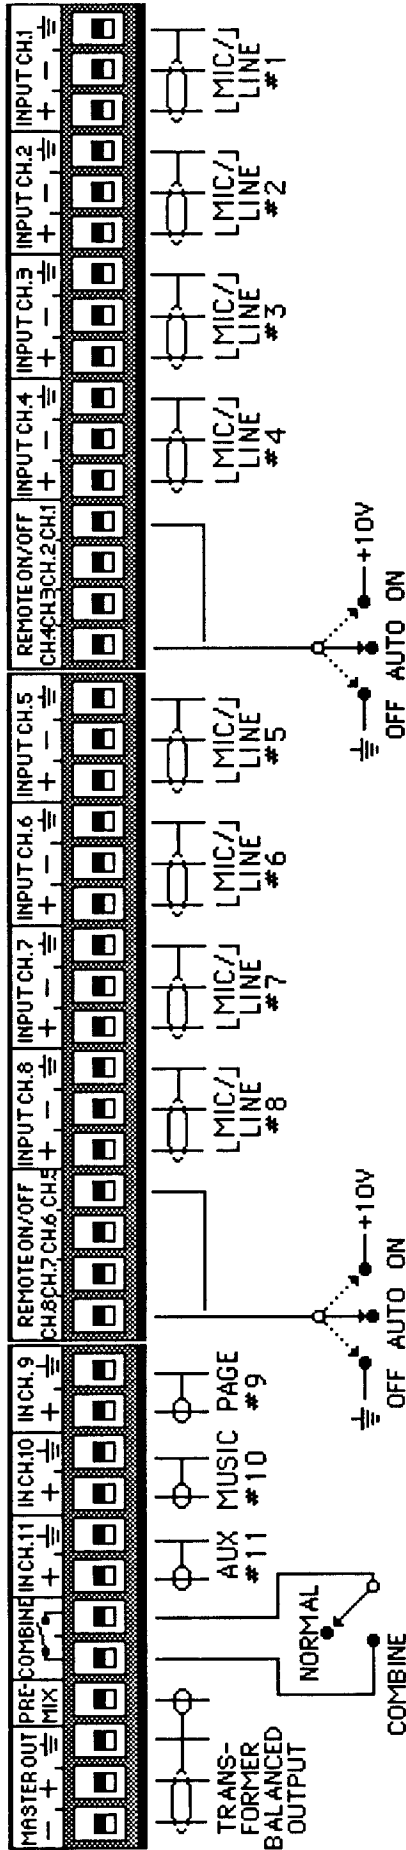 MASTER OUT
− + ⏚
PRE-
MIX
COMBINE
IN CH.11
+ ⏚
IN CH.10
+ ⏚
IN CH.9
+ ⏚
REMOTE ON/OFF
CH.8 CH.7 CH.6 CH.5
INPUT CH.8
+ − ⏚
INPUT CH.7
+ − ⏚
INPUT CH.6
+ − ⏚
INPUT CH.5
+ − ⏚
REMOTE ON/OFF
CH.4 CH.3 CH.2 CH.1
INPUT CH.4
+ − ⏚
INPUT CH.3
+ − ⏚
INPUT CH.2
+ − ⏚
INPUT CH.1
+ − ⏚
TRANS-
FORMER
BALANCED
OUTPUT
NORMAL
COMBINE
AUX
#11
MUSIC
#10
PAGE
#9
+10V
OFF AUTO ON
MIC/
LINE
#8
MIC/
LINE
#7
MIC/
LINE
#6
MIC/
LINE
#5
+10V
OFF AUTO ON
MIC/
LINE
#4
MIC/
LINE
#3
MIC/
LINE
#2
MIC/
LINE
#1